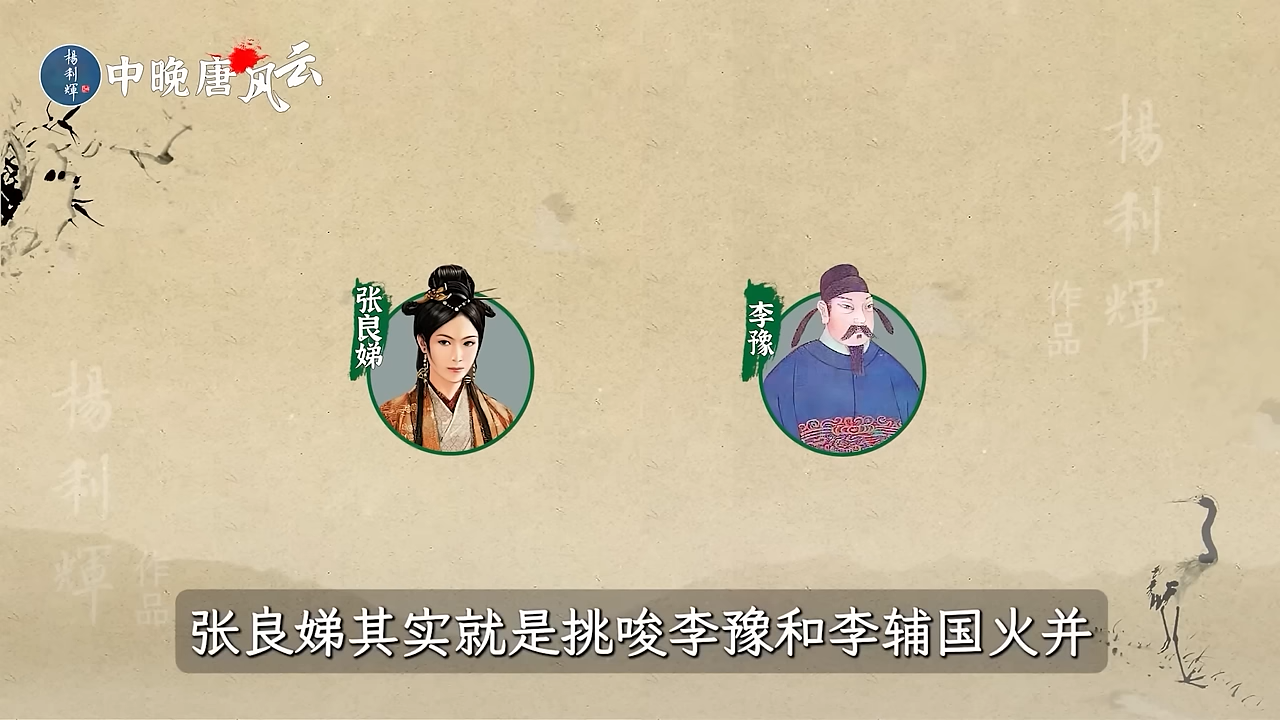 楊利輝
中晚唐风云
楊利輝
作品
张良娣
李豫
楊利輝
作品
张良娣其实就是挑唆李豫和李辅国火并